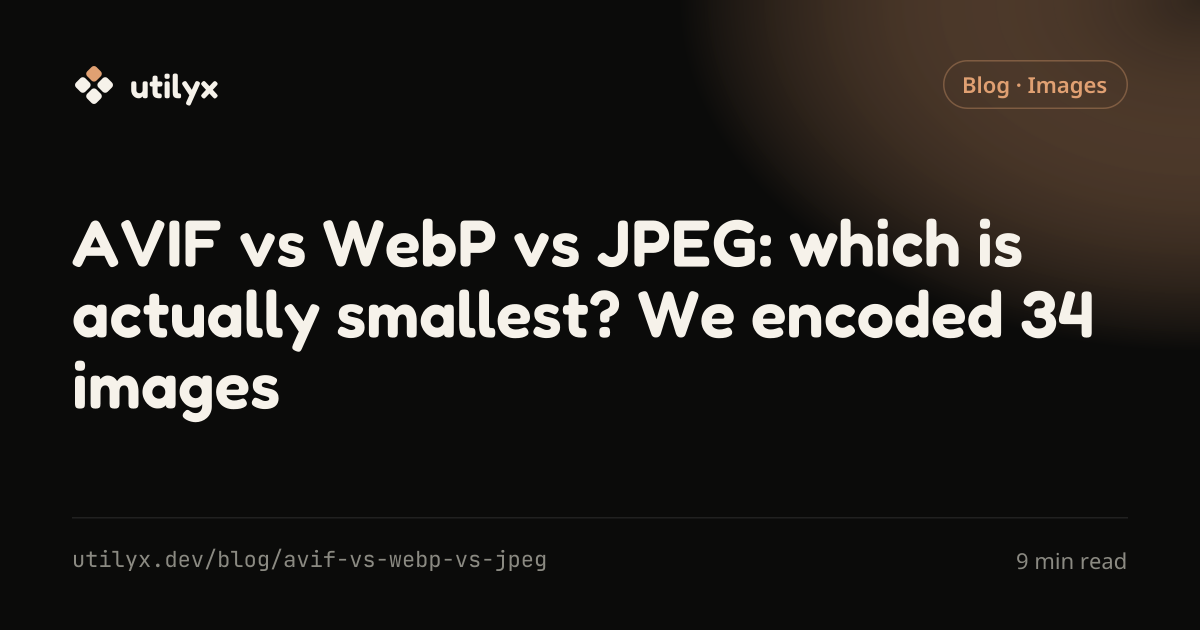 utilyx
Blog · Images
AVIF vs WebP vs JPEG: which is
actually smallest? We encoded 34
images
utilyx.dev/blog/avif-vs-webp-vs-jpeg
9 min read